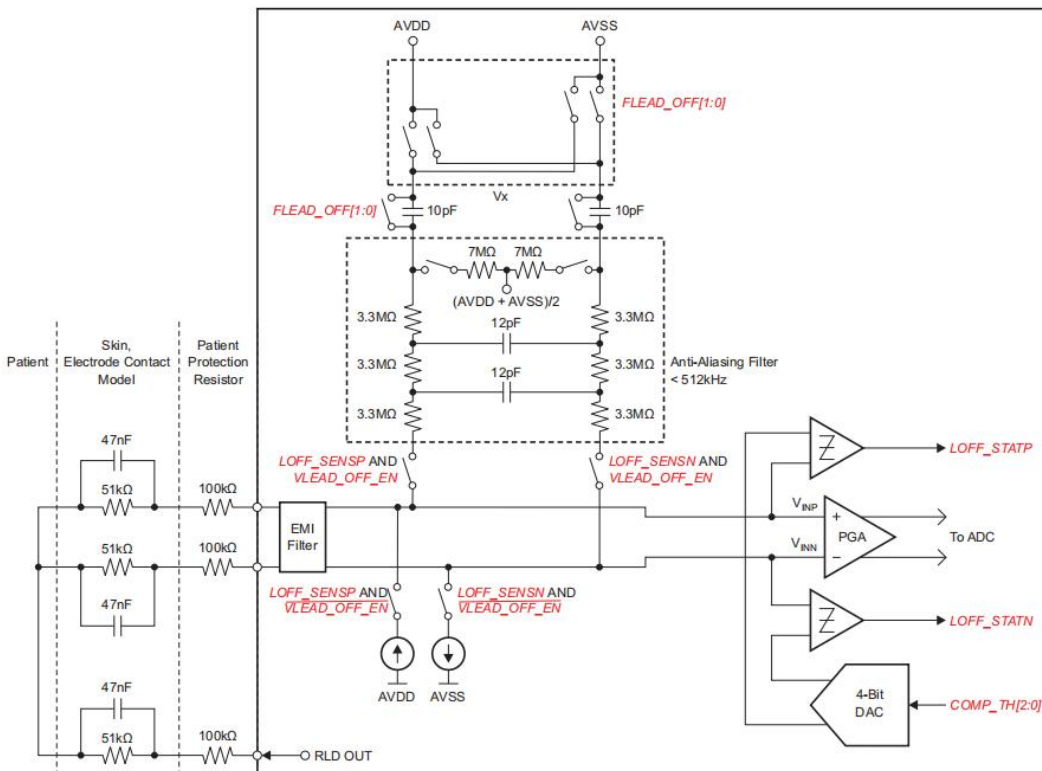 AVDD
AVSS
FLEAD_OFF[1:0]
Vx
FLEAD_OFF[1:0]
10pF
10pF
7MΩ
7MΩ
(AVDD + AVSS)/2
3.3MΩ
3.3MΩ
12pF
3.3MΩ
3.3MΩ
Anti-Aliasing Filter
< 512kHz
12pF
3.3MΩ
3.3MΩ
Patient
Skin,
Electrode Contact
Model
Patient
Protection
Resistor
LOFF_SENSP AND
VLEAD_OFF_EN
LOFF_SENSN AND
VLEAD_OFF_EN
47nF
51kΩ
100kΩ
EMI
Filter
51kΩ
100kΩ
47nF
VINP
+
PGA
VINN
−
To ADC
LOFF_STATP
LOFF_SENSP AND
VLEAD_OFF_EN
LOFF_SENSN AND
VLEAD_OFF_EN
LOFF_STATN
AVDD
AVSS
4-Bit
DAC
COMP_TH[2:0]
47nF
51kΩ
100kΩ
RLD OUT